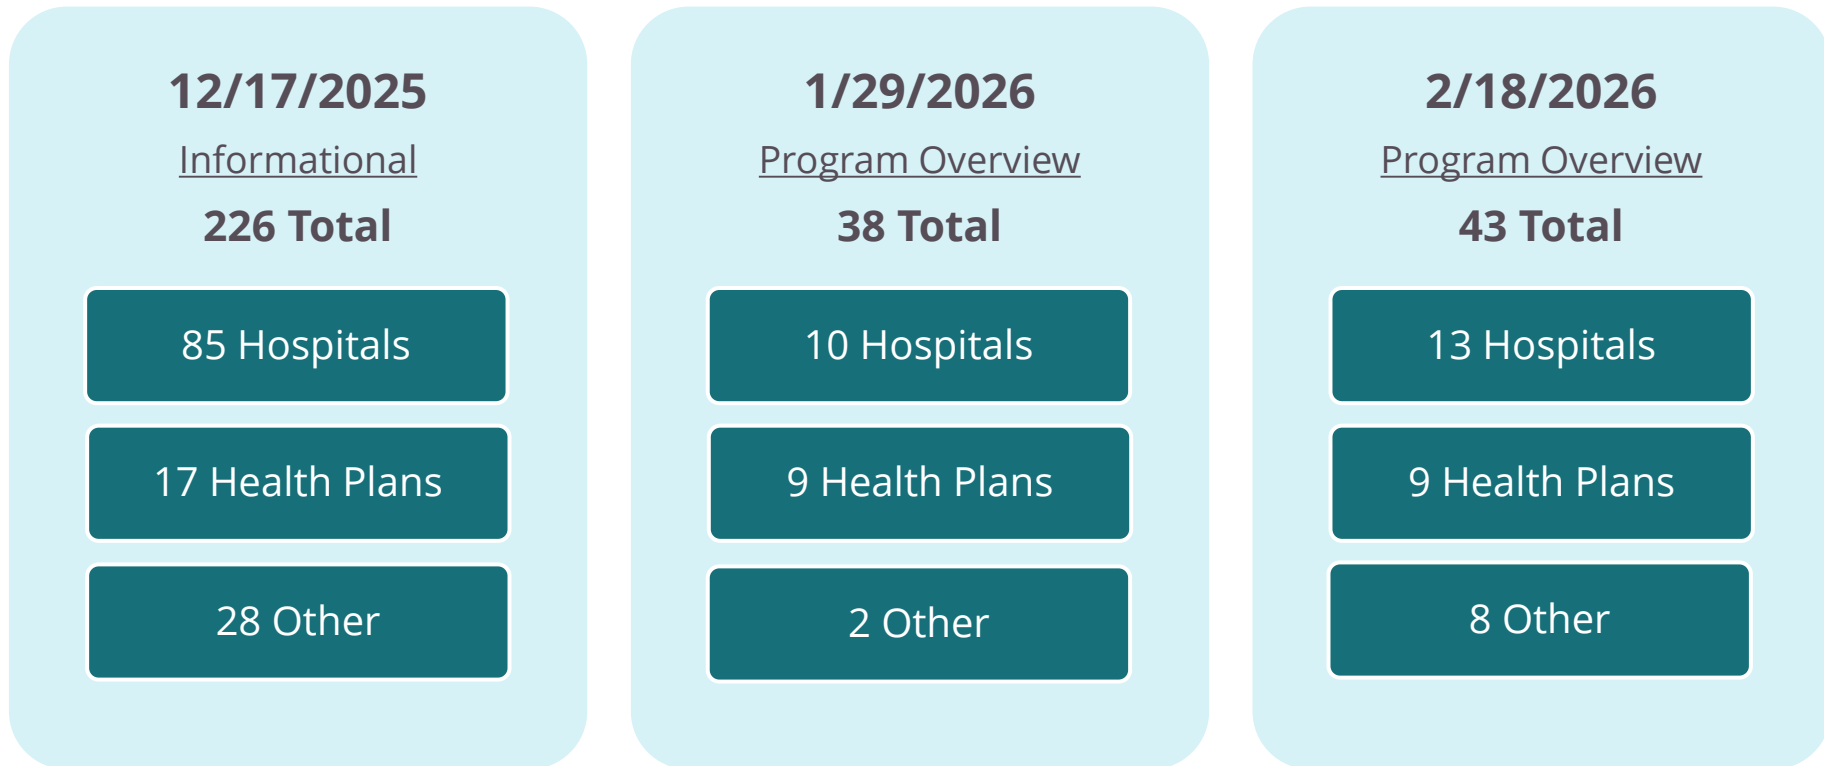 12/17/2025
Informational
226 Total
85 Hospitals
17 Health Plans
28 Other
1/29/2026
Program Overview
38 Total
10 Hospitals
9 Health Plans
2 Other
2/18/2026
Program Overview
43 Total
13 Hospitals
9 Health Plans
8 Other